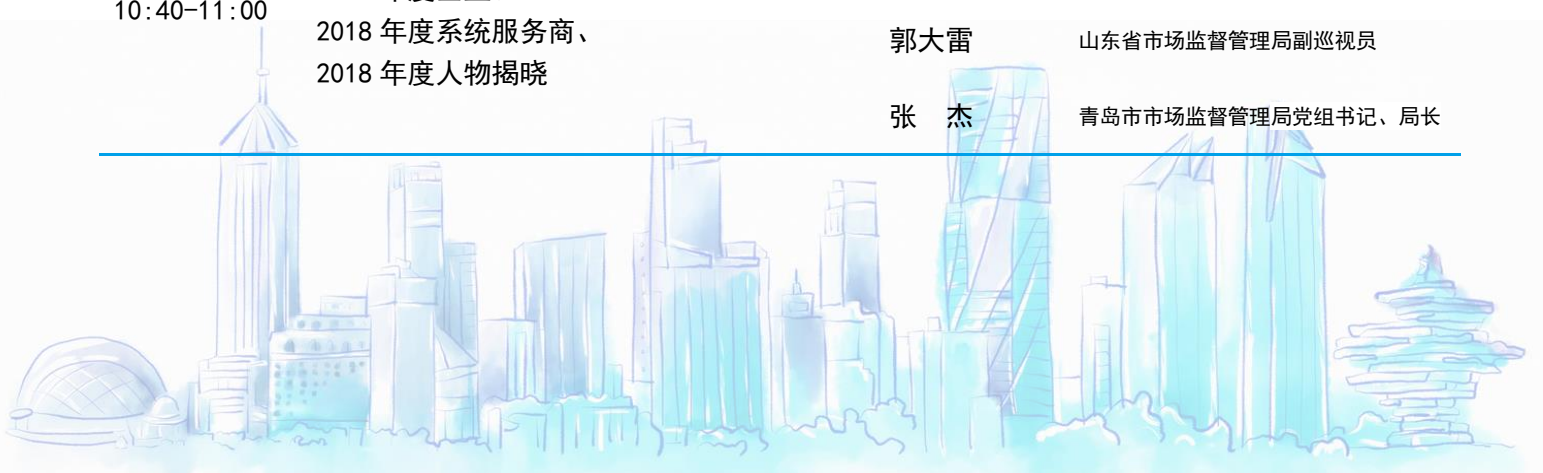 10:40-11:00
2018 年度系统服务商、
2018 年度人物揭晓
郭大雷 山东省市场监督管理局副巡视员
张 杰 青岛市市场监督管理局党组书记、局长